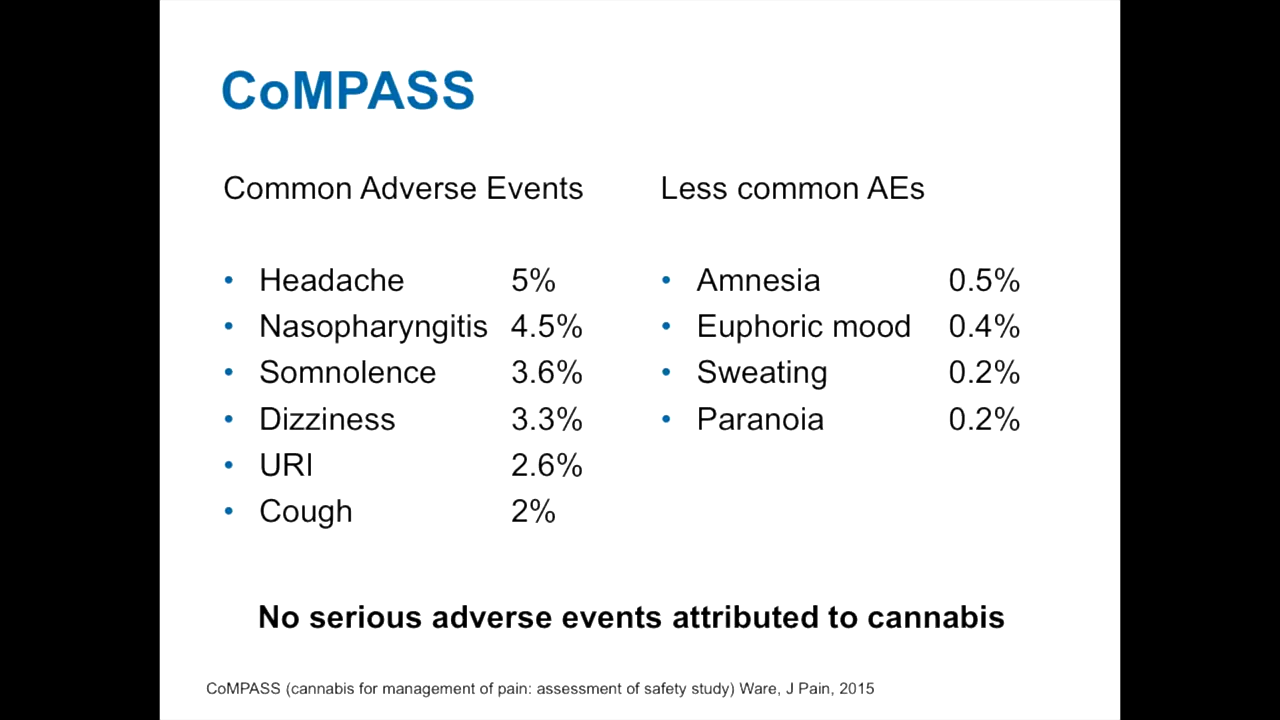 CoMPASS
Common Adverse Events
• Headache 5%
• Nasopharyngitis 4.5%
• Somnolence 3.6%
• Dizziness 3.3%
• URI 2.6%
• Cough 2%
Less common AEs
• Amnesia 0.5%
• Euphoric mood 0.4%
• Sweating 0.2%
• Paranoia 0.2%
No serious adverse events attributed to cannabis
CoMPASS (cannabis for management of pain: assessment of safety study) Ware, J Pain, 2015